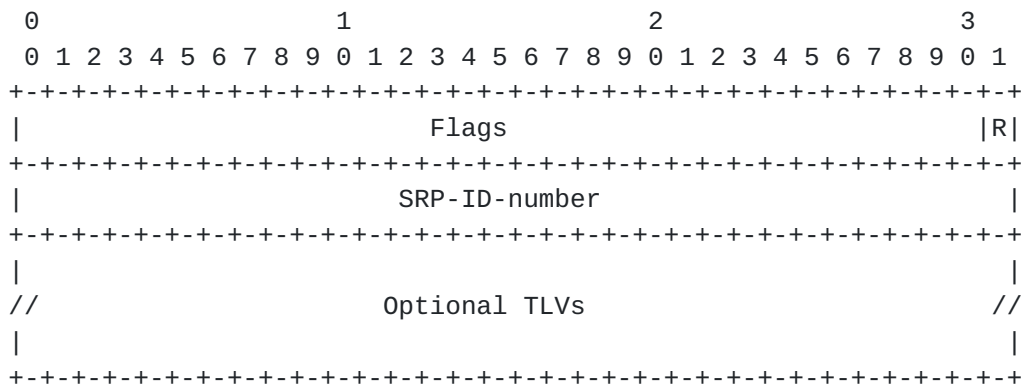 0                   1                   2                   3
 0 1 2 3 4 5 6 7 8 9 0 1 2 3 4 5 6 7 8 9 0 1 2 3 4 5 6 7 8 9 0 1
+-+-+-+-+-+-+-+-+-+-+-+-+-+-+-+-+-+-+-+-+-+-+-+-+-+-+-+-+-+-+-+-+
|                          Flags                              |R|
+-+-+-+-+-+-+-+-+-+-+-+-+-+-+-+-+-+-+-+-+-+-+-+-+-+-+-+-+-+-+-+-+
|                        SRP-ID-number                          |
+-+-+-+-+-+-+-+-+-+-+-+-+-+-+-+-+-+-+-+-+-+-+-+-+-+-+-+-+-+-+-+-+
|                                                               |
//                      Optional TLVs                          //
|                                                               |
+-+-+-+-+-+-+-+-+-+-+-+-+-+-+-+-+-+-+-+-+-+-+-+-+-+-+-+-+-+-+-+-+